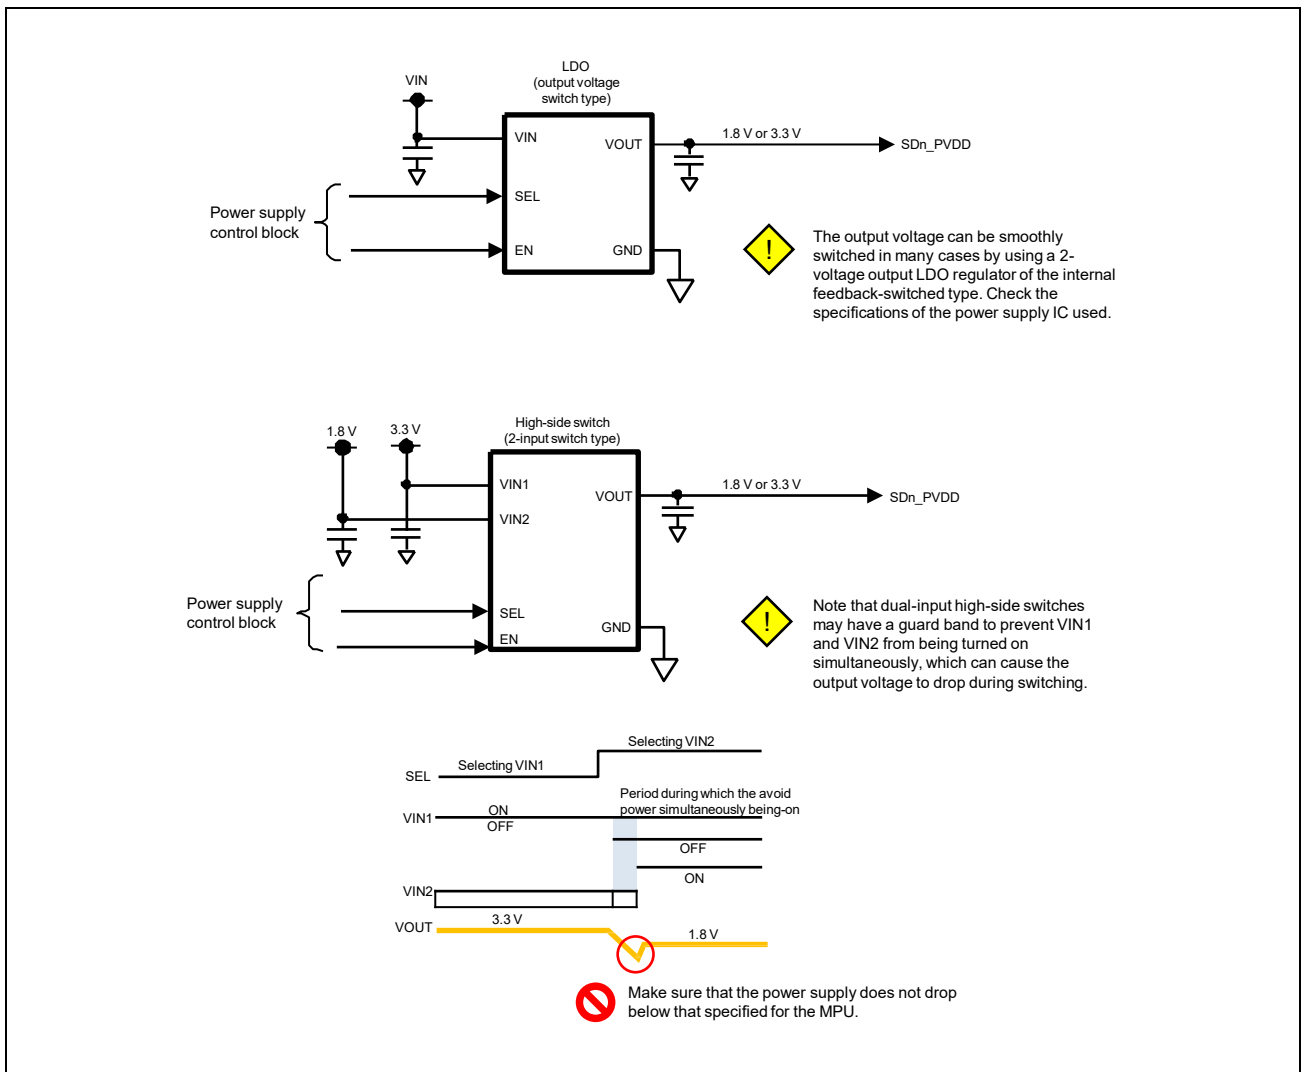 LDO
(output voltage
switch type)
VIN
VIN
VOUT
1.8 V or 3.3 V
SDn_PVDD
SEL
Power supply
control block
EN
GND
!
The output voltage can be smoothly
switched in many cases by using a 2-
voltage output LDO regulator of the internal
feedback-switched type. Check the
specifications of the power supply IC used.
High-side switch
(2-input switch type)
1.8 V
3.3 V
VIN1
VOUT
1.8 V or 3.3 V
SDn_PVDD
VIN2
Power supply
control block
SEL
EN
GND
!
Note that dual-input high-side switches
may have a guard band to prevent VIN1
and VIN2 from being turned on
simultaneously, which can cause the
output voltage to drop during switching.
Selecting VIN2
Selecting VIN1
SEL
Period during which the avoid
power simultaneously being-on
VIN1
ON
OFF
OFF
ON
VIN2
VOUT
3.3 V
1.8 V
Make sure that the power supply does not drop
below that specified for the MPU.